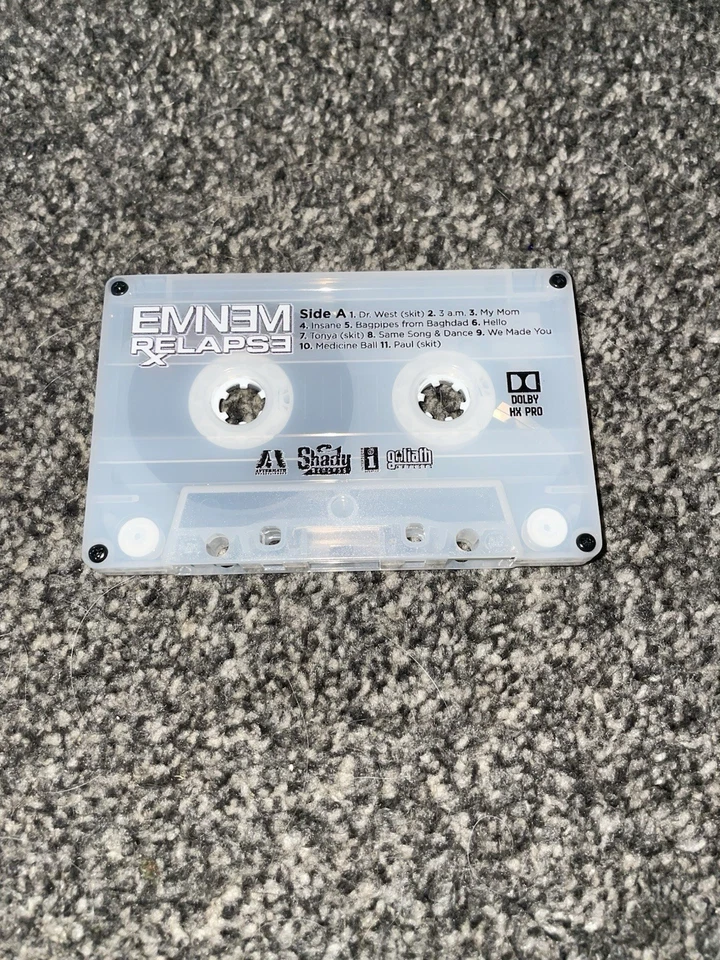 EMINEM
RELAPSE
Side A 1. Dr. West (skit) 2. 3 a.m. 3. My Mom
4. Insane 5. Bagpipes from Baghdad 6. Hello
7. Tonya (skit) 8. Same Song & Dance 9. We Made You
10. Medicine Ball 11. Paul (skit)
DOLBY
HX PRO
AFTERMATH
Shady
RECORDS
goliath